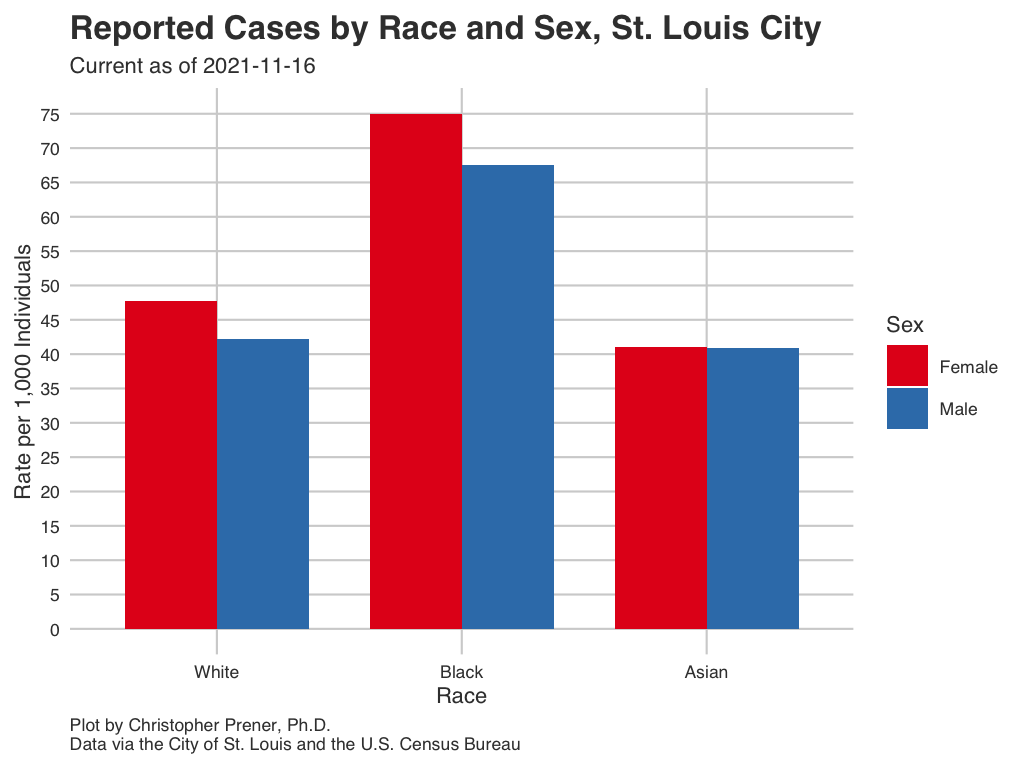 Reported Cases by Race and Sex, St. Louis City
Current as of 2021-11-16
Rate per 1,000 Individuals
75
70
65
60
55
50
45
40
35
30
25
20
15
10
5
0
White
Black
Asian
Race
Sex
Female
Male
Plot by Christopher Prener, Ph.D.
Data via the City of St. Louis and the U.S. Census Bureau